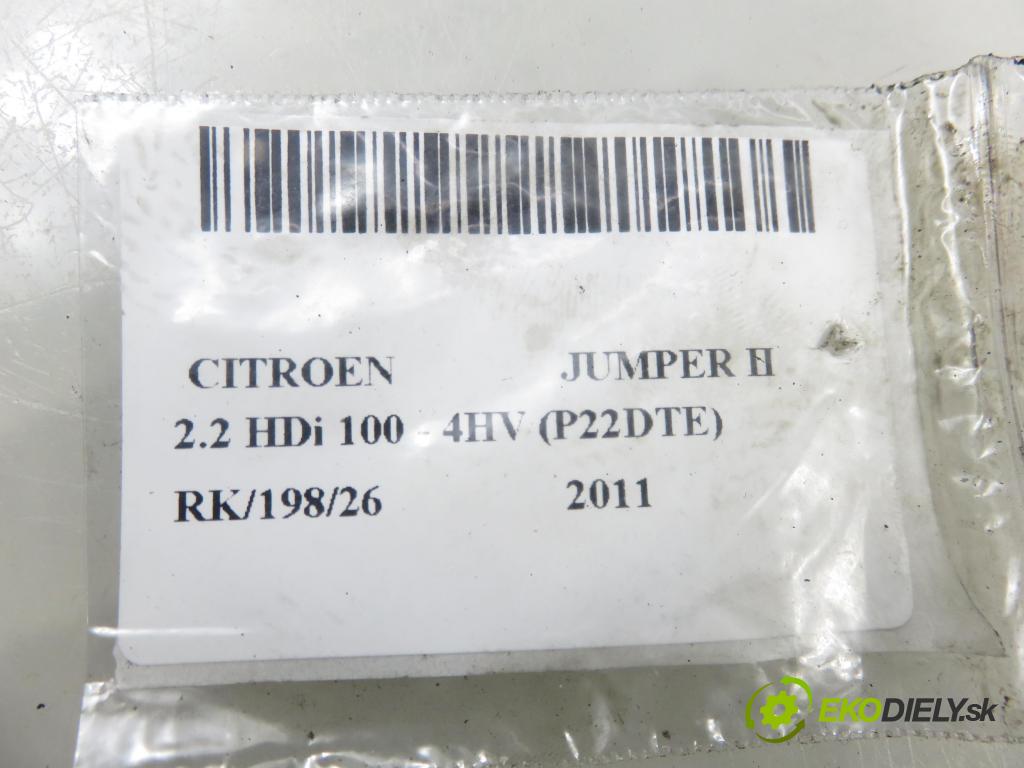 CITROEN JUMPER II
2.2 HDi 100 - 4HV (P22DTE)
RK/198/26 2011
EKODIELY.sk